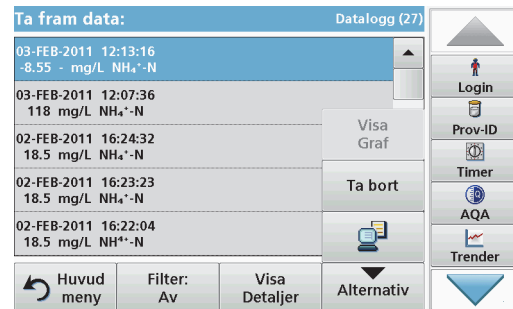 Ta fram data:
Datalogg (27)
03-FEB-2011 12:13:16
-8.55 - mg/L NH₄⁺-N
03-FEB-2011 12:07:36
118 mg/L NH₄⁺-N
02-FEB-2011 16:24:32
18.5 mg/L NH₄⁺-N
02-FEB-2011 16:23:23
18.5 mg/L NH₄⁺-N
02-FEB-2011 16:22:04
18.5 mg/L NH⁴⁺-N
Visa
Graf
Ta bort
Huvud
meny
Filter:
Av
Visa
Detaljer
Alternativ
Login
Prov-ID
Timer
AQA
Trender